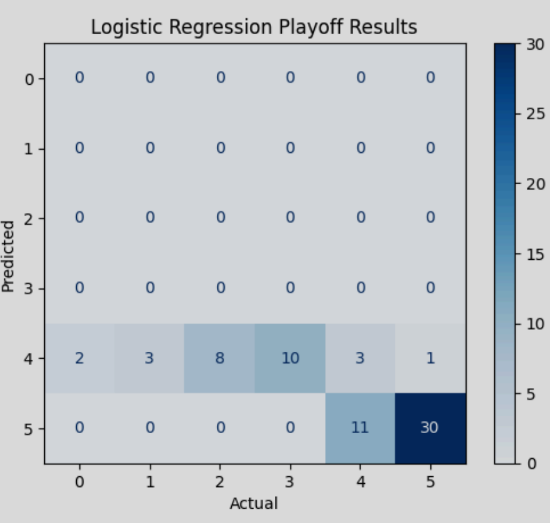 Logistic Regression Playoff Results
Predicted
0 0 0 0 0 0 0
1 0 0 0 0 0 0
2 0 0 0 0 0 0
3 0 0 0 0 0 0
4 2 3 8 10 3 1
5 0 0 0 0 11 30
0 1 2 3 4 5
Actual
30
25
20
15
10
5
0